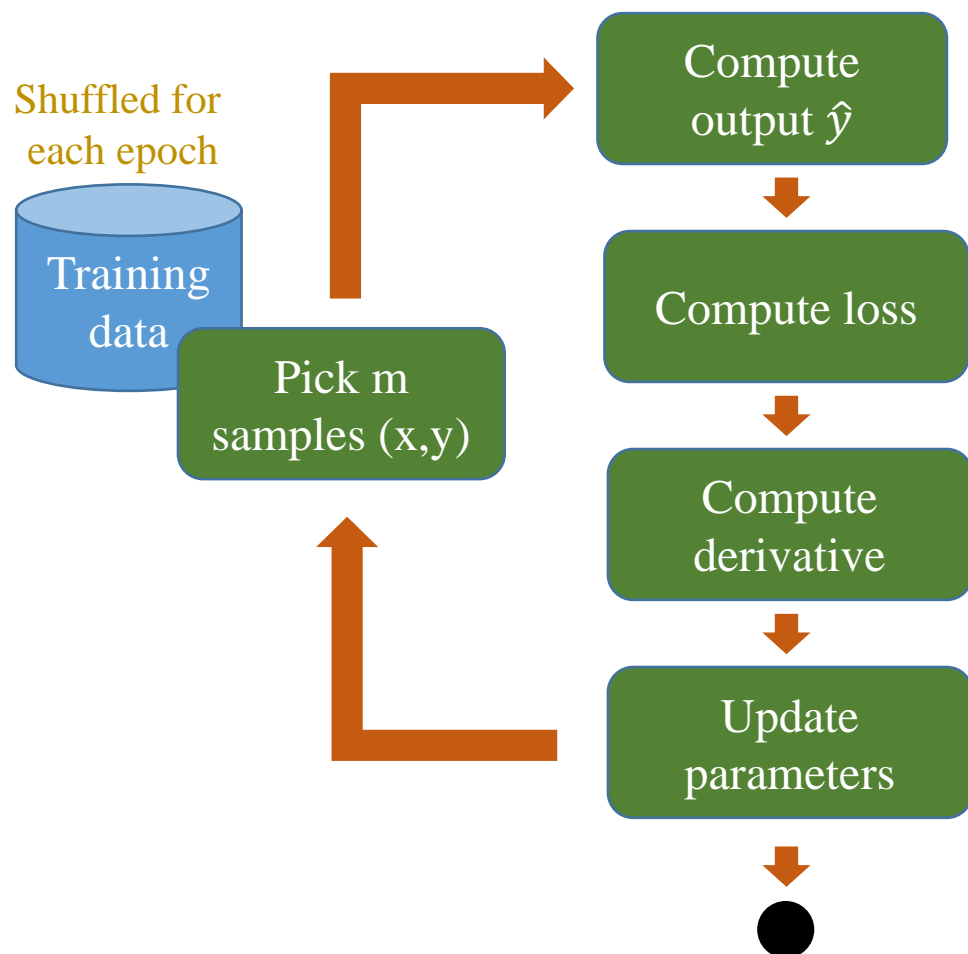 Shuffled for
each epoch
Training
data
Pick m
samples (x,y)
Compute
output ŷ
Compute loss
Compute
derivative
Update
parameters